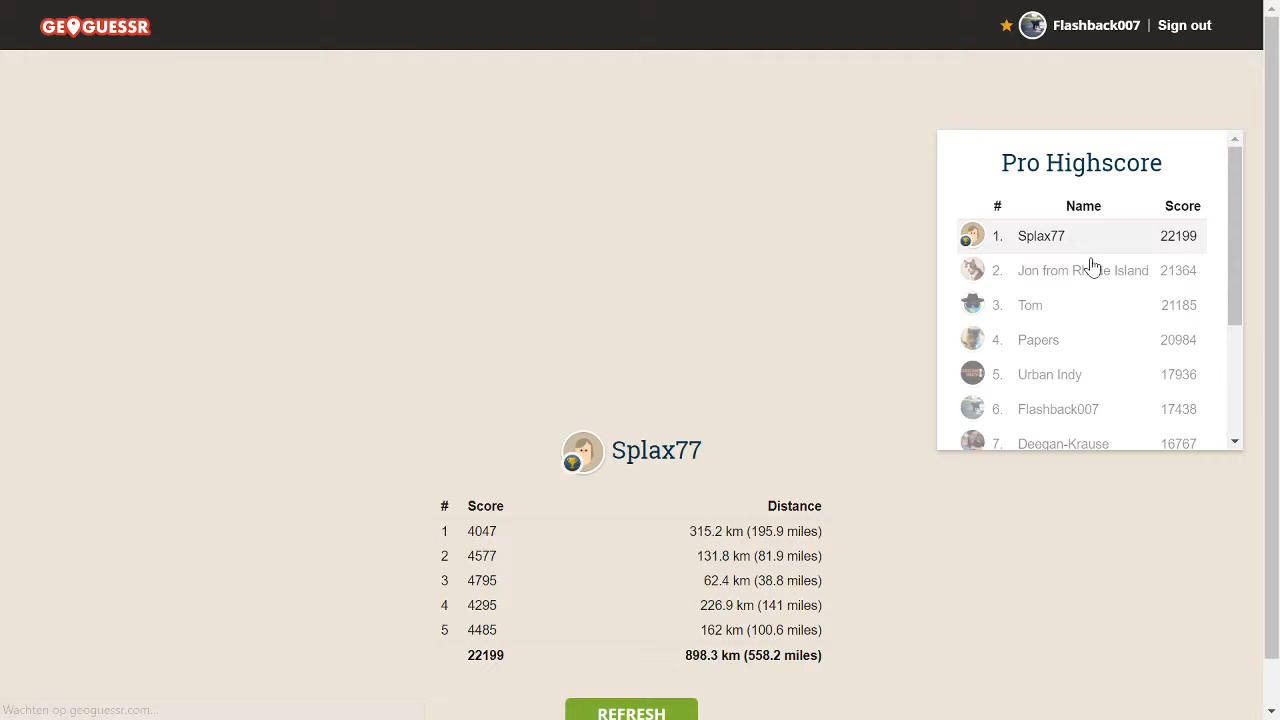 GEOGUESSR
Flashback007 | Sign out
Pro Highscore
# Name Score
1. Splax77 22199
2. Jon from Rhode Island 21364
3. Tom 21185
4. Papers 20984
5. Urban Indy 17936
6. Flashback007 17438
7. Deegan-Krause 16767
Splax77
# Score Distance
1 4047 315.2 km (195.9 miles)
2 4577 131.8 km (81.9 miles)
3 4795 62.4 km (38.8 miles)
4 4295 226.9 km (141 miles)
5 4485 162 km (100.6 miles)
22199 898.3 km (558.2 miles)
REFRESH
Wachten op geoguessr.com...